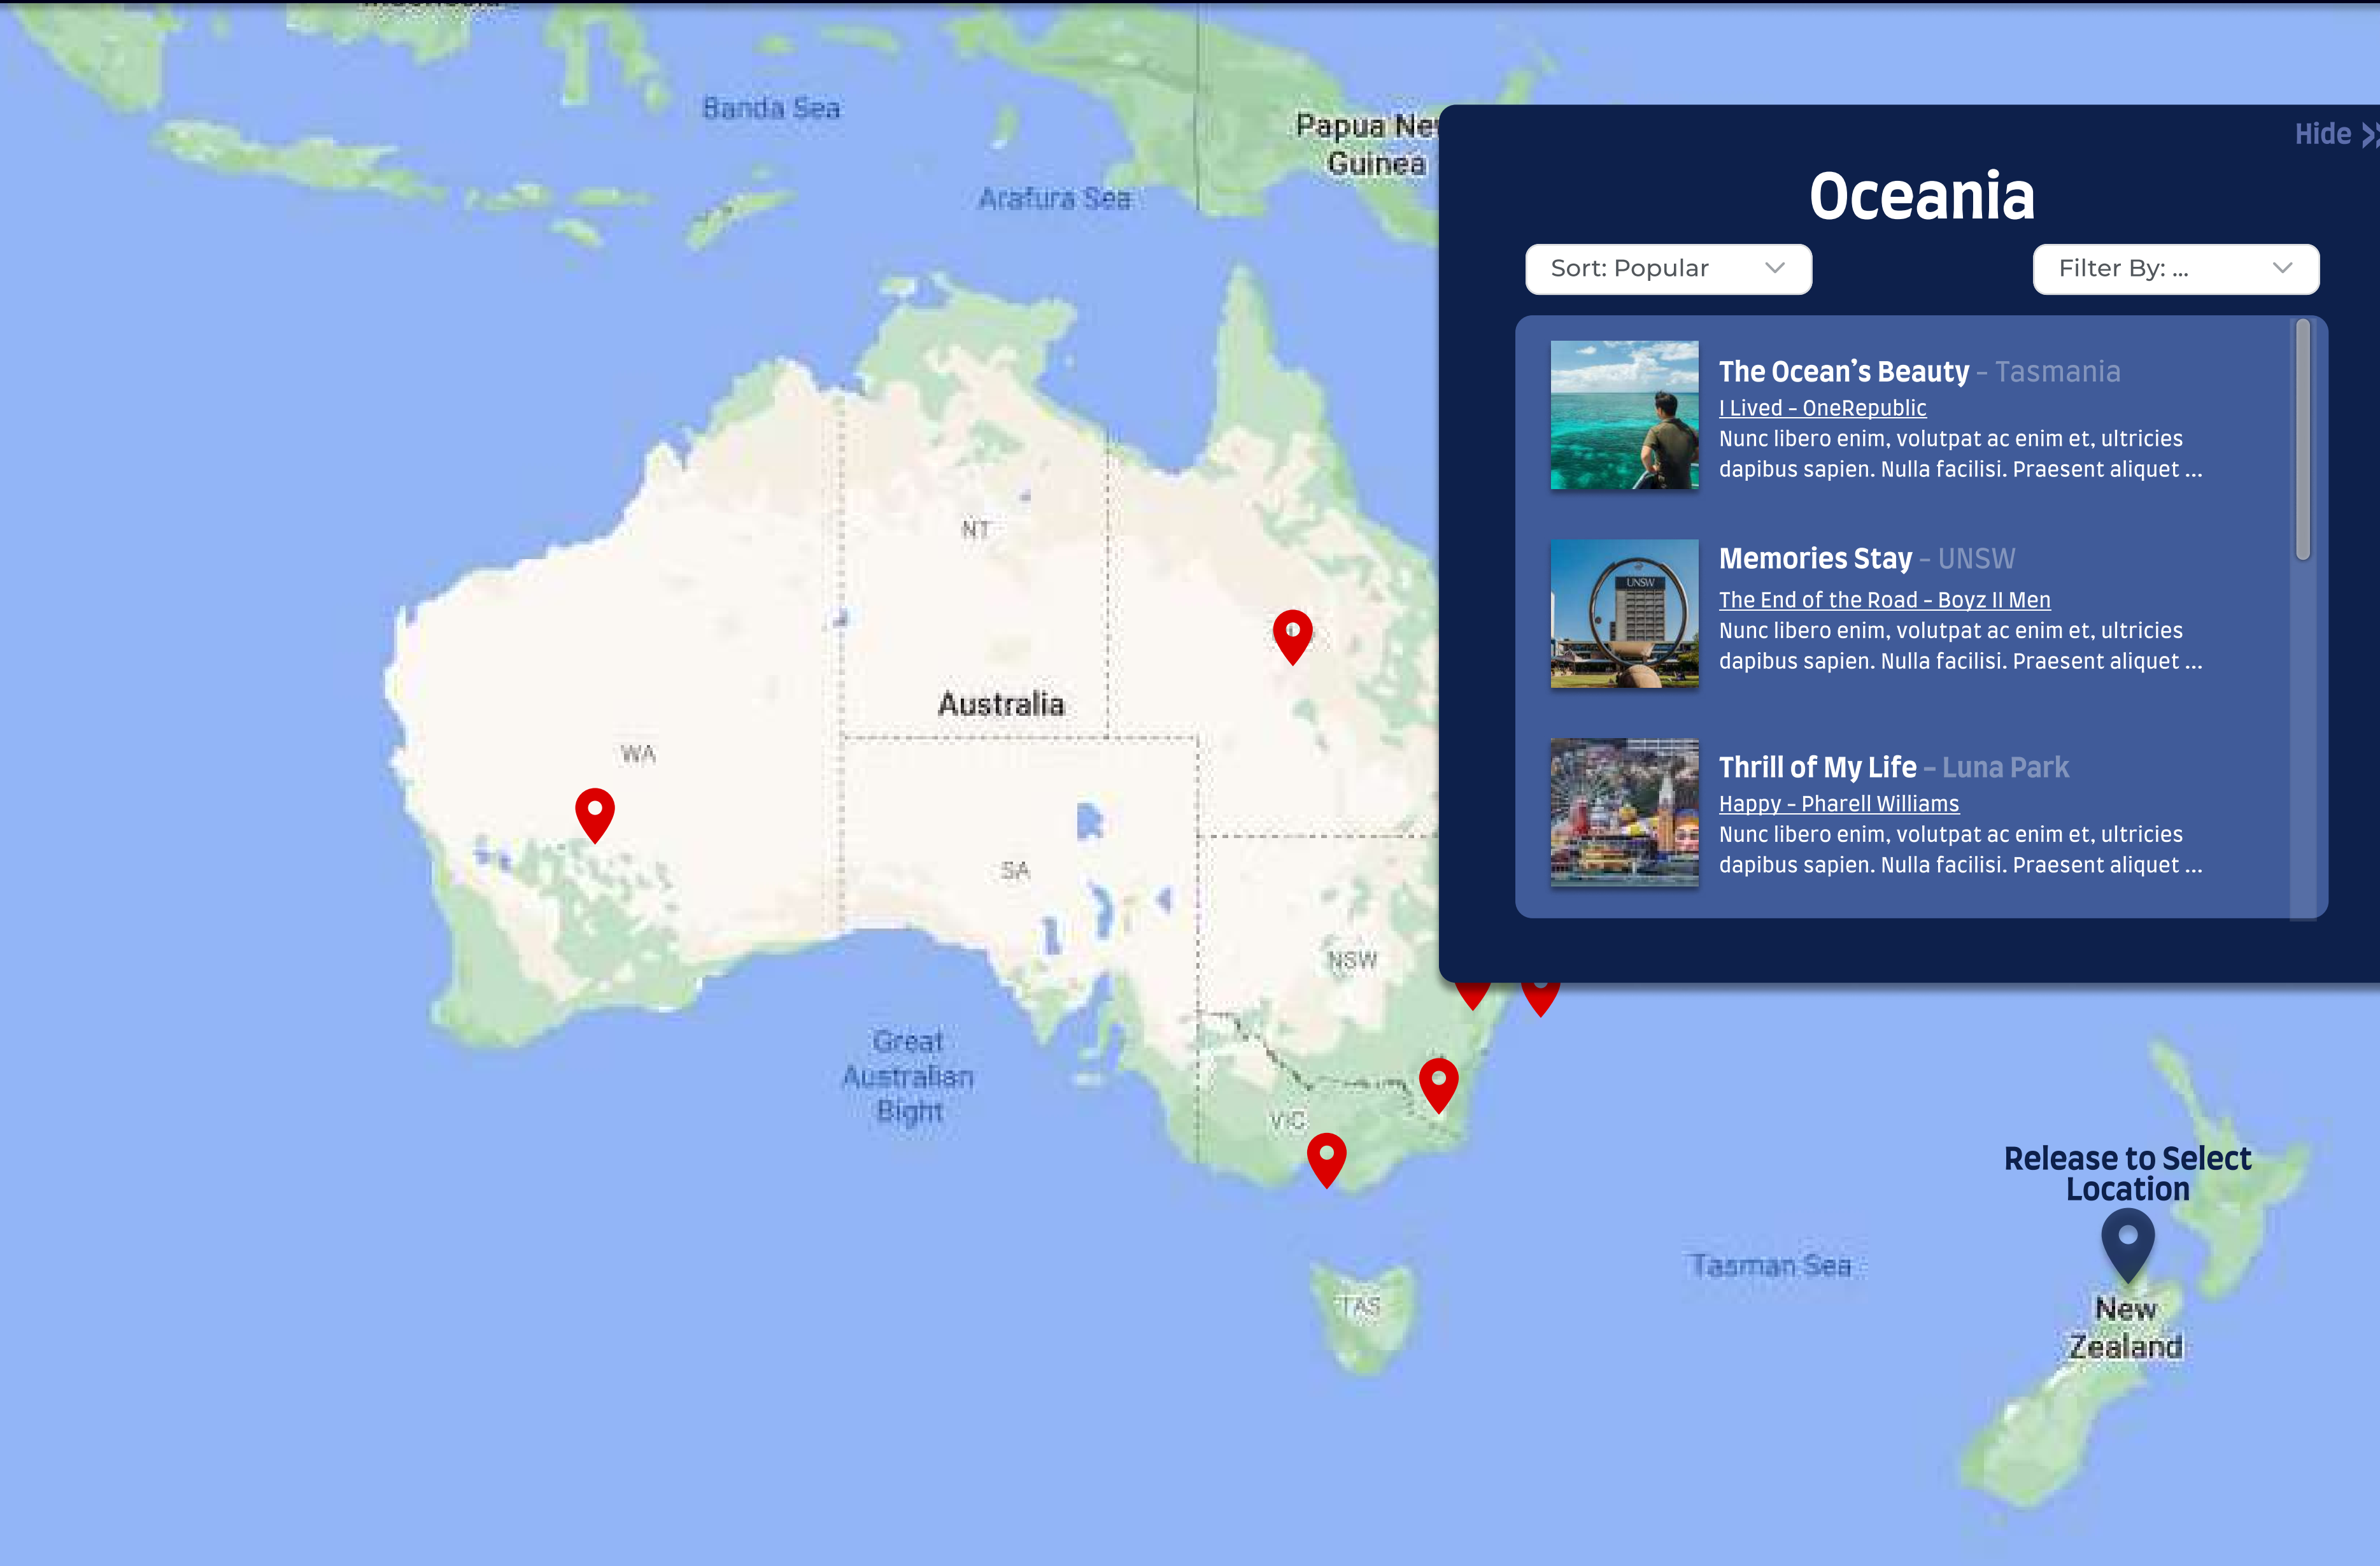 Banda Sea
Arafura Sea
Papua Ne
Guinea
Hide
Oceania
Sort: Popular
Filter By: ...
The Ocean's Beauty - Tasmania
I Lived - OneRepublic
Nunc libero enim, volutpat ac enim et, ultricies
dapibus sapien. Nulla facilisi. Praesent aliquet ...
UNSW
Memories Stay - UNSW
The End of the Road - Boyz II Men
Nunc libero enim, volutpat ac enim et, ultricies
dapibus sapien. Nulla facilisi. Praesent aliquet ...
Thrill of My Life - Luna Park
Happy - Pharell Williams
Nunc libero enim, volutpat ac enim et, ultricies
dapibus sapien. Nulla facilisi. Praesent aliquet ...
NT
Australia
WA
SA
NSW
Great
Australian
Bight
VIC
TAS
Tasman Sea
Release to Select
Location
New
Zealand